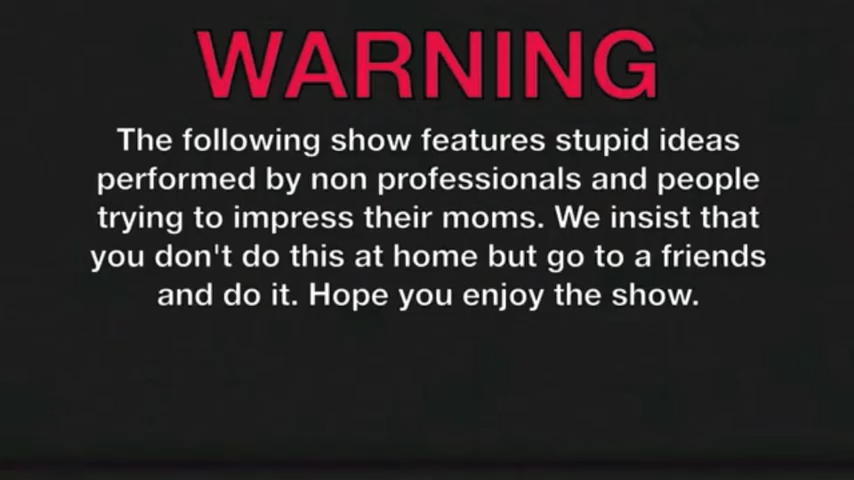 WARNING
The following show features stupid ideas
performed by non professionals and people
trying to impress their moms. We insist that
you don't do this at home but go to a friends
and do it. Hope you enjoy the show.